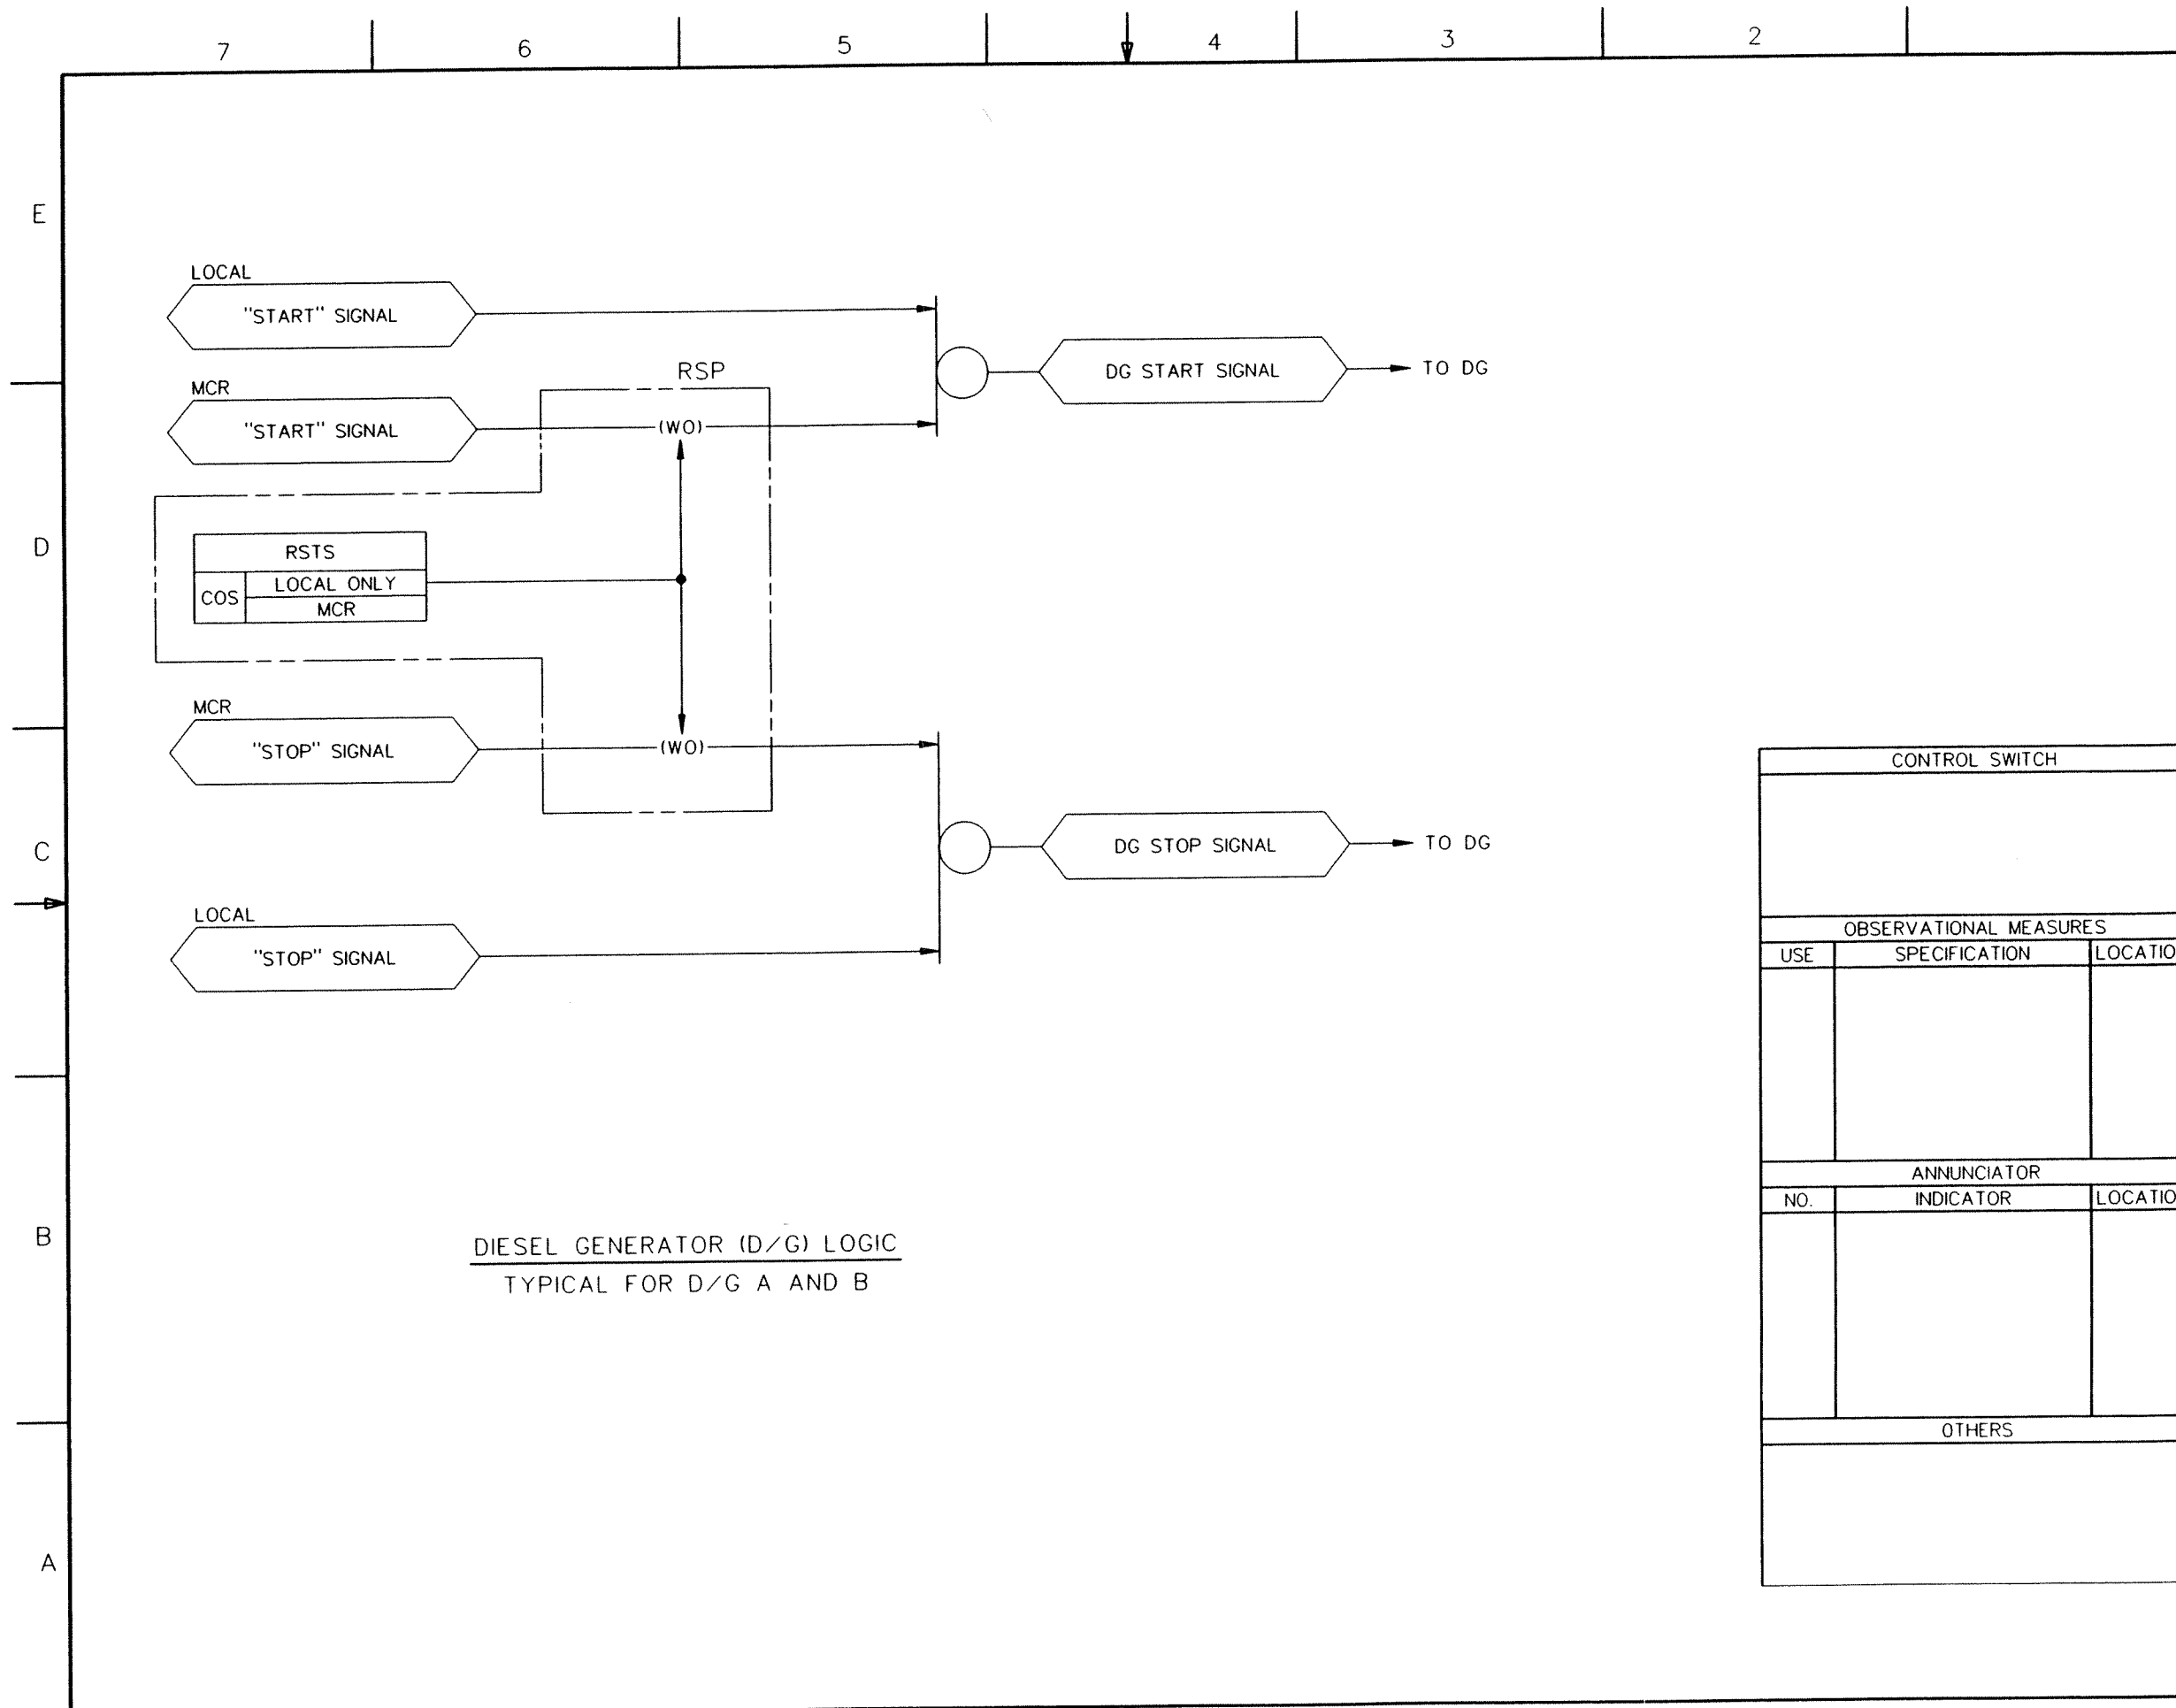 7 6 5 4 3 2
E
LOCAL
"START" SIGNAL
RSP
DG START SIGNAL
TO DG
MCR
"START" SIGNAL
(WO)
D
RSTS
COS
LOCAL ONLY
MCR
MCR
"STOP" SIGNAL
(WO)
CONTROL SWITCH
C
DG STOP SIGNAL
TO DG
LOCAL
"STOP" SIGNAL
OBSERVATIONAL MEASURES
USE SPECIFICATION LOCATIO
ANNUNCIATOR
NO. INDICATOR LOCATIO
B
DIESEL GENERATOR (D/G) LOGIC
TYPICAL FOR D/G A AND B
OTHERS
A